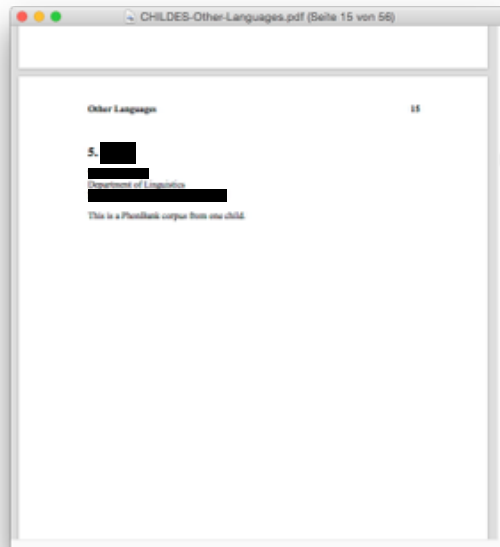 CHILDES-Other-Languages.pdf (Seite 15 von 56)
Other Languages 15
5.
Department of Linguistics
This is a PhonBank corpus from one child.